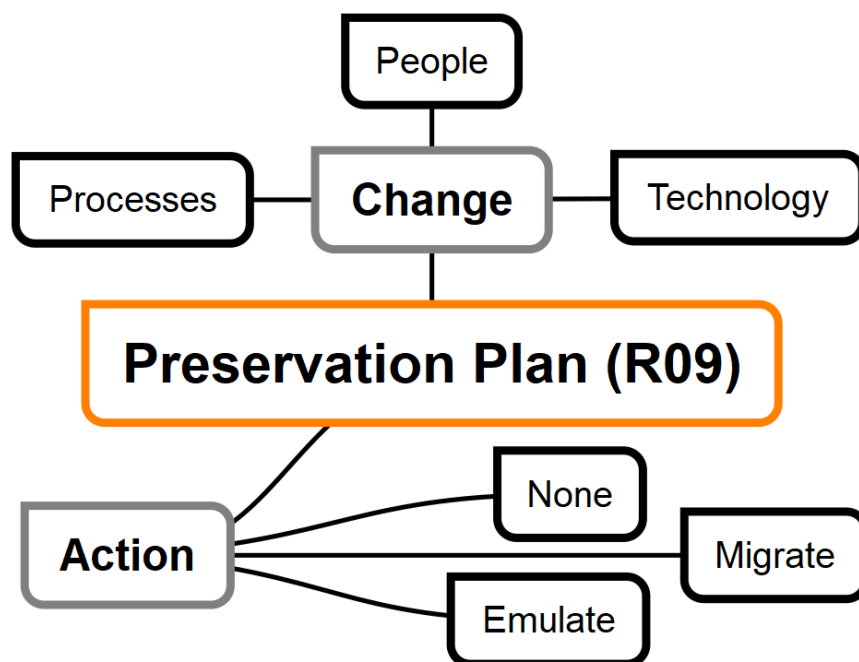 People
Processes
Change
Technology
Preservation Plan (R09)
None
Action
Migrate
Emulate